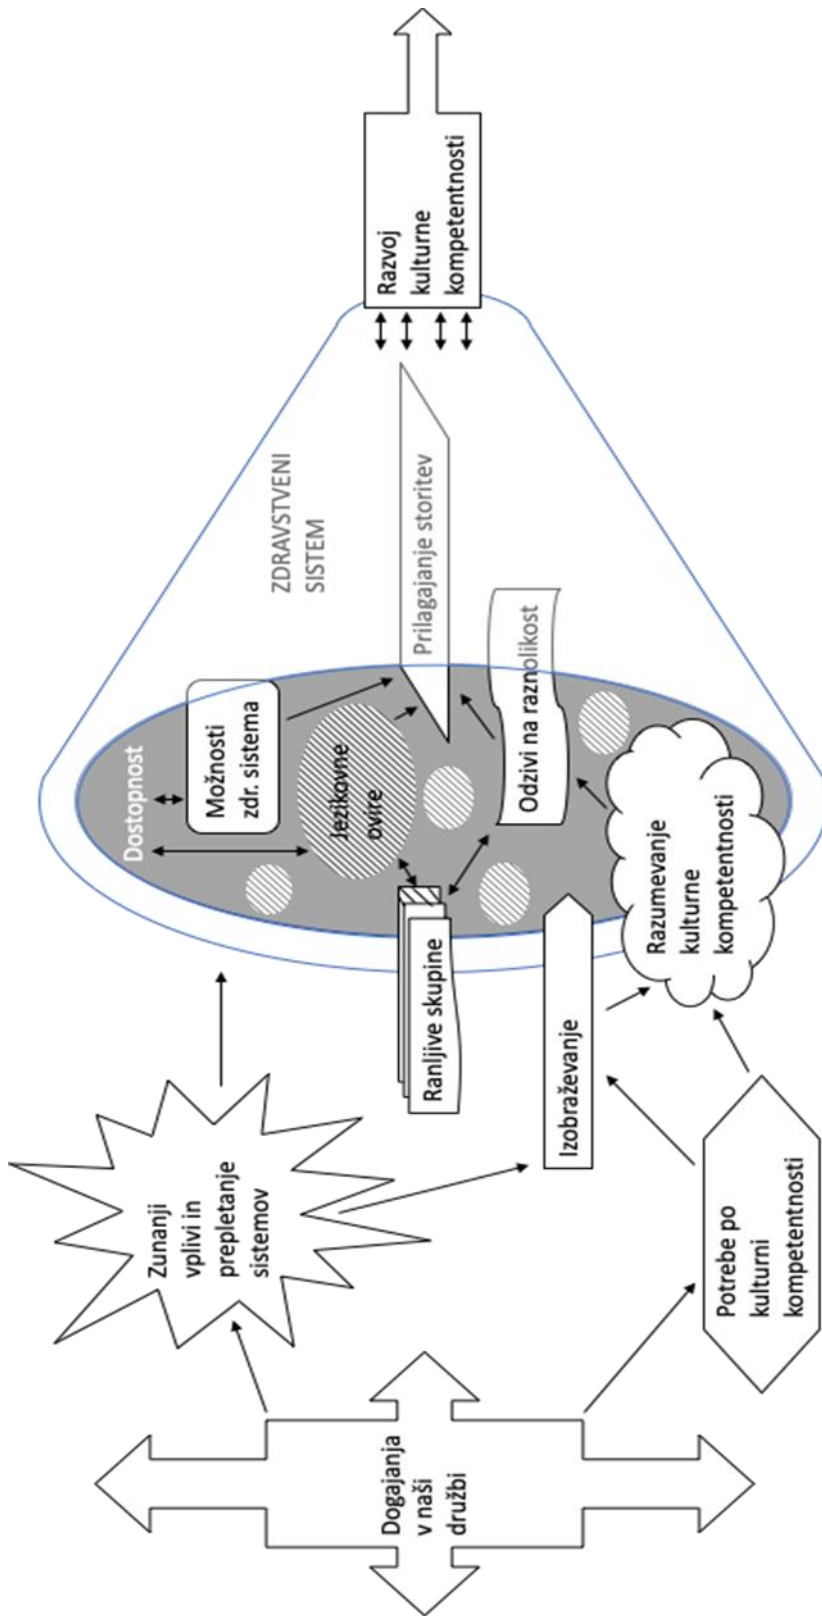 Dogajanja
v naši
družbi
Zunanji
vplivi in
prepletanje
sistemov
Potrebe po
kulturni
kompetentnosti
Izobraževanje
Ranljive skupine
Razumevanje
kulturne
kompetentnosti
Dostopnost
Možnosti
zdr. sistema
Jezikovne
ovire
Odzivi na raznolikost
Prilagajanje storitev
ZDRAVSTVENI
SISTEM
Razvoj
kulturne
kompetentnosti